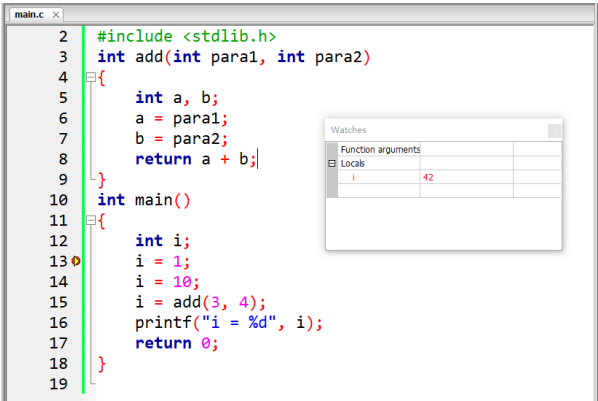 main.c ×
2 #include <stdlib.h>
3 int add(int para1, int para2)
4 {
5 int a, b;
6 a = para1;
7 b = para2;
8 return a + b;
9 }
10 int main()
11 {
12 int i;
13 i = 1;
14 i = 10;
15 i = add(3, 4);
16 printf("i = %d", i);
17 return 0;
18 }
19
Watches
Function arguments
Locals
i 42